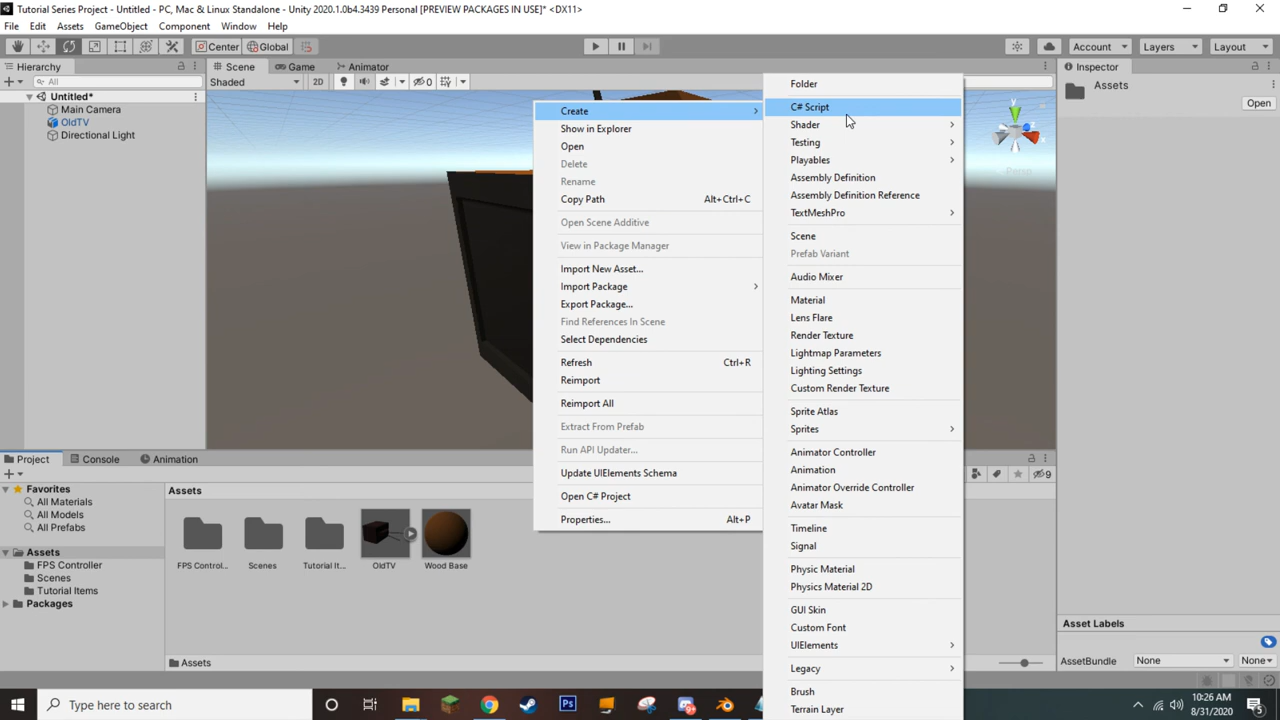 Tutorial Series Project - Untitled - PC, Mac & Linux Standalone - Unity 2020.1.0b4.3439 Personal [PREVIEW PACKAGES IN USE]* <DX11>
File Edit Assets GameObject Component Window Help
Center Global Account Layers Layout
Hierarchy Scene Game Animator Inspector
All Shaded 2D 0
Untitled*
Main Camera
OldTV
Directional Light
Assets
Open
Persp
Create
Show in Explorer
Open
Delete
Rename
Copy Path Alt+Ctrl+C
Open Scene Additive
View in Package Manager
Import New Asset...
Import Package
Export Package...
Find References In Scene
Select Dependencies
Refresh Ctrl+R
Reimport
Reimport All
Extract From Prefab
Run API Updater...
Update UIElements Schema
Open C# Project
Properties... Alt+P
Folder
C# Script
Shader
Testing
Playables
Assembly Definition
Assembly Definition Reference
TextMeshPro
Scene
Prefab Variant
Audio Mixer
Material
Lens Flare
Render Texture
Lightmap Parameters
Lighting Settings
Custom Render Texture
Sprite Atlas
Sprites
Animator Controller
Animation
Animator Override Controller
Avatar Mask
Timeline
Signal
Physic Material
Physics Material 2D
GUI Skin
Custom Font
UIElements
Legacy
Brush
Terrain Layer
Project Console Animation
9
Favorites
All Materials
All Models
All Prefabs
Assets
FPS Controller
Scenes
Tutorial Items
Packages
Assets
FPS Control... Scenes Tutorial It... OldTV Wood Base
Assets
Asset Labels
AssetBundle None None
Type here to search
10:26 AM
8/31/2020
5